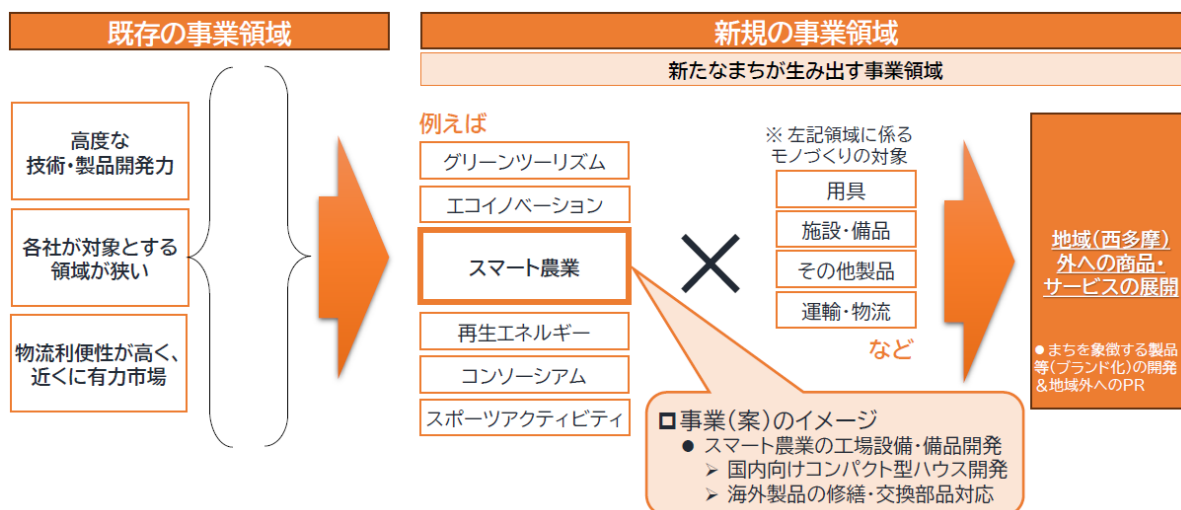 既存の事業領域
高度な
技術・製品開発力
各社が対象とする
領域が狭い
物流利便性が高く、
近くに有力市場
新規の事業領域
新たなまちが生み出す事業領域
例えば
グリーンツーリズム
エコイノベーション
スマート農業
再生エネルギー
コンソーシアム
スポーツアクティビティ
※ 左記領域に係る
モノづくりの対象
用具
施設・備品
その他製品
運輸・物流
など
事業(案)のイメージ
● スマート農業の工場設備・備品開発
➢ 国内向けコンパクト型ハウス開発
➢ 海外製品の修繕・交換部品対応
地域(西多摩)
外への商品・
サービスの展開
●まちを象徴する製品
等(ブランド化)の開発
&地域外へのPR